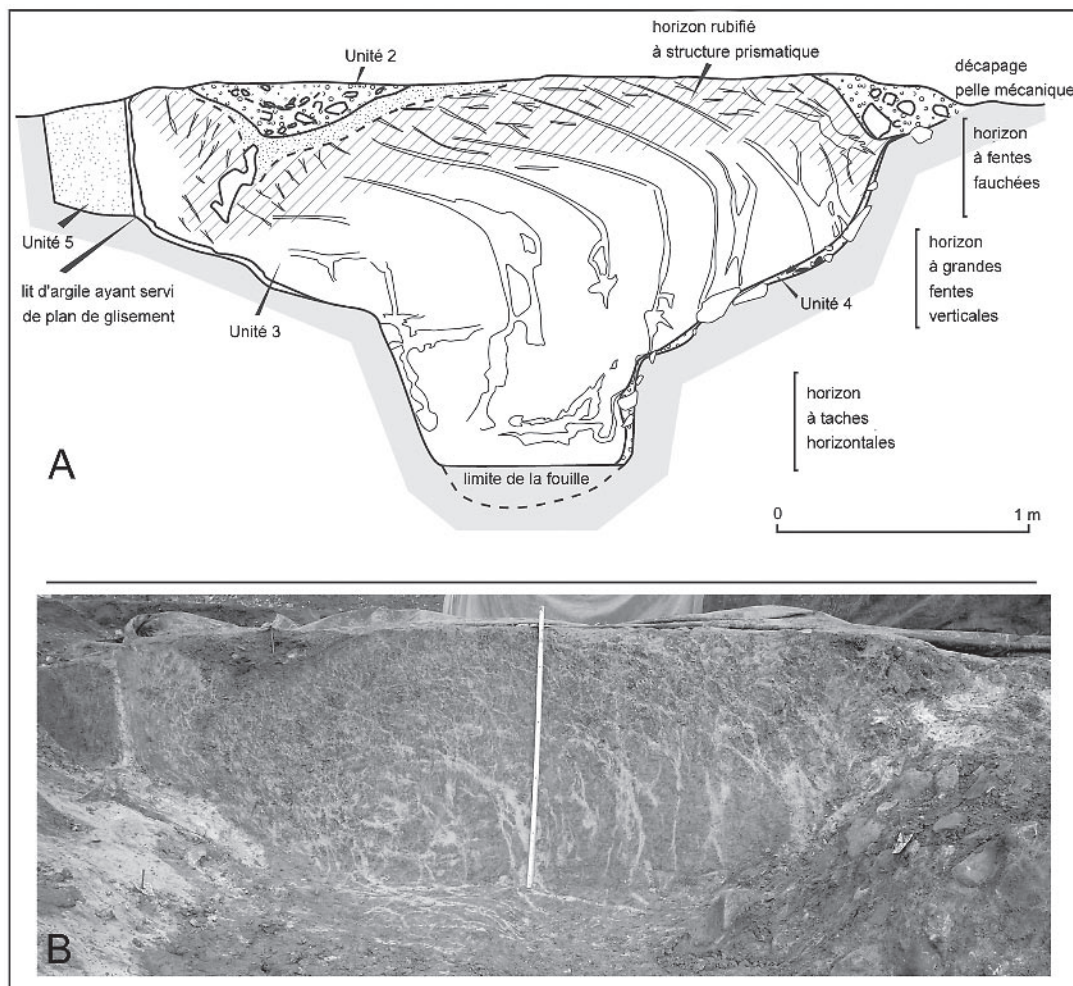 Unité 2
horizon rubifié
à structure prismatique
décapage
pelle mécanique
horizon
à fentes
fauchées
Unité 5
lit d'argile ayant servi
de plan de glisement
Unité 3
horizon
à grandes
fentes
verticales
Unité 4
horizon
à taches
horizontales
A
limite de la fouille
0 1 m
B